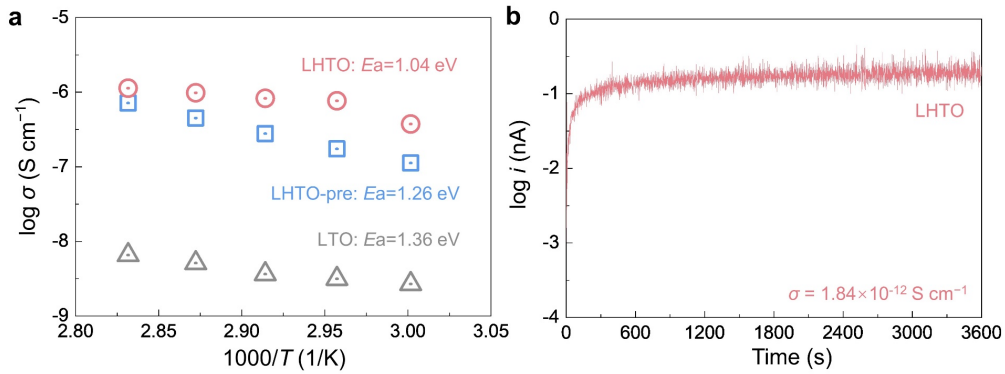 a
-5
-6
-7
-8
-9
log σ (S cm⁻¹)
LHTO: Ea=1.04 eV
LHTO-pre: Ea=1.26 eV
LTO: Ea=1.36 eV
2.80 2.85 2.90 2.95 3.00 3.05
1000/T (1/K)
b
0
-1
-2
-3
-4
log i (nA)
LHTO
σ = 1.84×10⁻¹² S cm⁻¹
0 600 1200 1800 2400 3000 3600
Time (s)